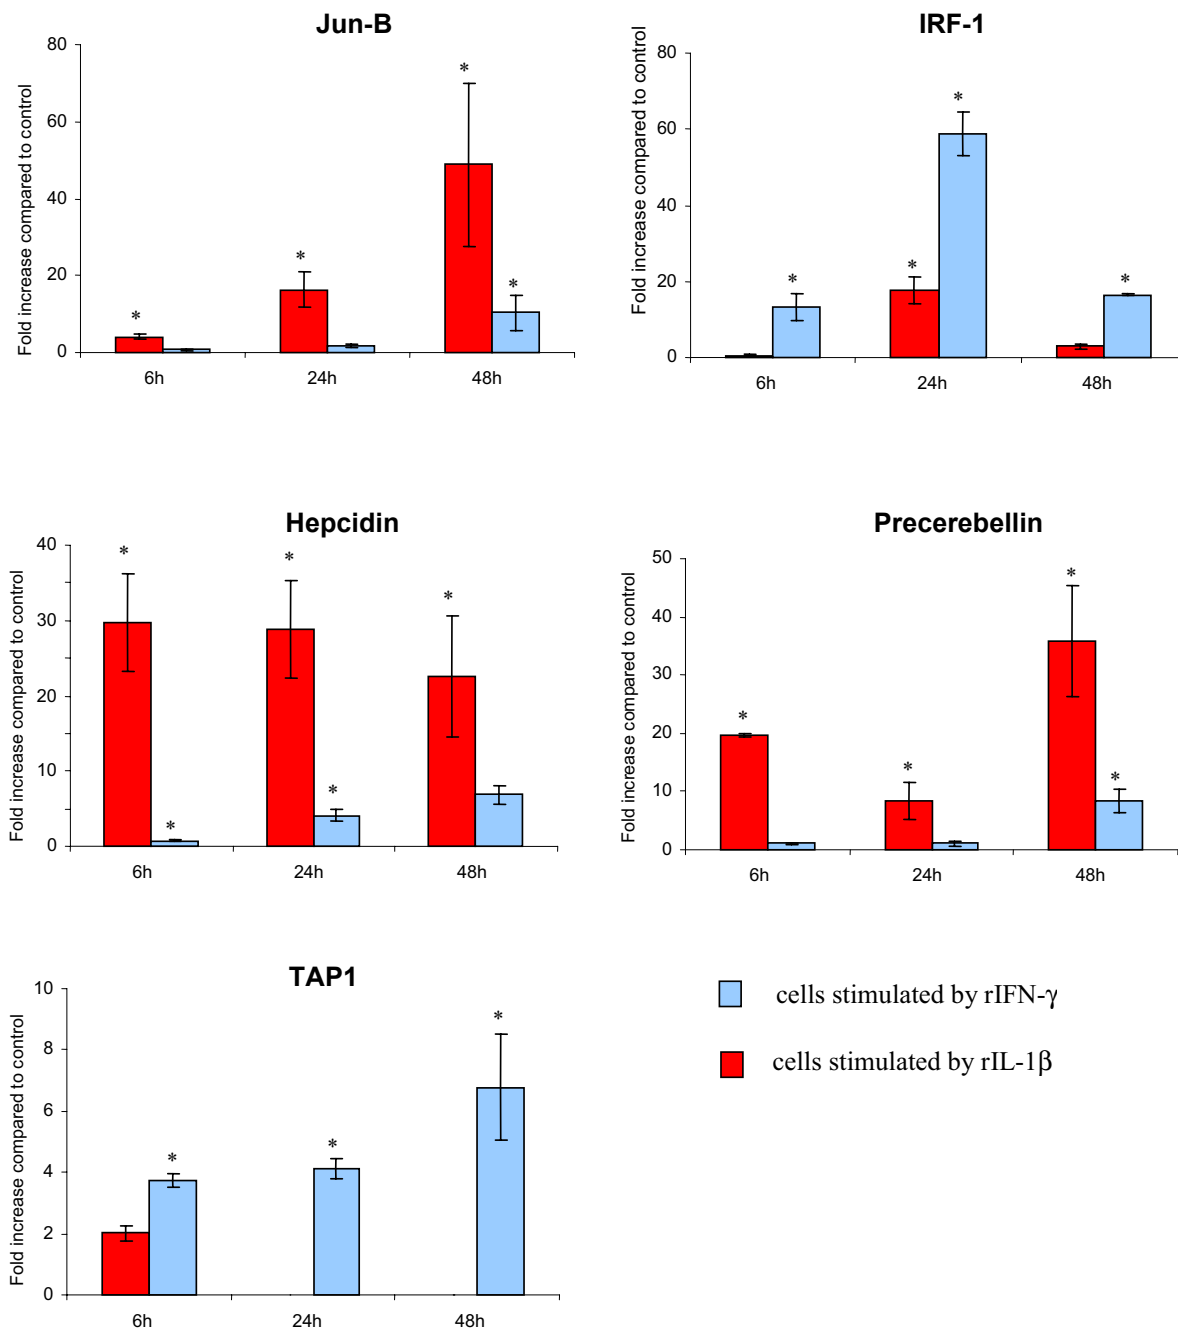 Jun-B
Fold increase compared to control
80
60
40
20
0
* * * *
6h 24h 48h
IRF-1
Fold increase compared to control
80
60
40
20
0
* * * *
6h 24h 48h
Hepcidin
Fold increase compared to control
40
30
20
10
0
* * * * *
6h 24h 48h
Precerebellin
Fold increase compared to control
50
40
30
20
10
0
* * * *
6h 24h 48h
TAP1
Fold increase compared to control
10
8
6
4
2
0
* * *
6h 24h 48h
cells stimulated by rIFN-γ
cells stimulated by rIL-1β